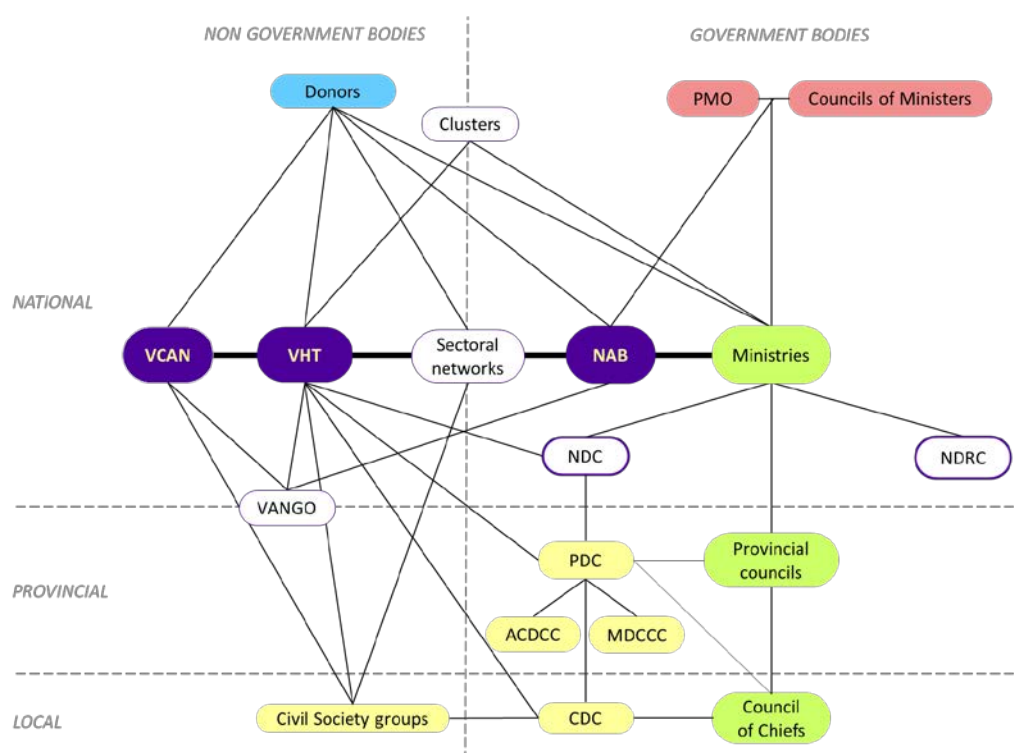 NON GOVERNMENT BODIES
GOVERNMENT BODIES
Donors
PMO
Councils of Ministers
Clusters
NATIONAL
VCAN
VHT
Sectoral
networks
NAB
Ministries
NDC
NDRC
VANGO
PROVINCIAL
PDC
Provincial
councils
ACDCC
MDCCC
LOCAL
Civil Society groups
CDC
Council
of Chiefs